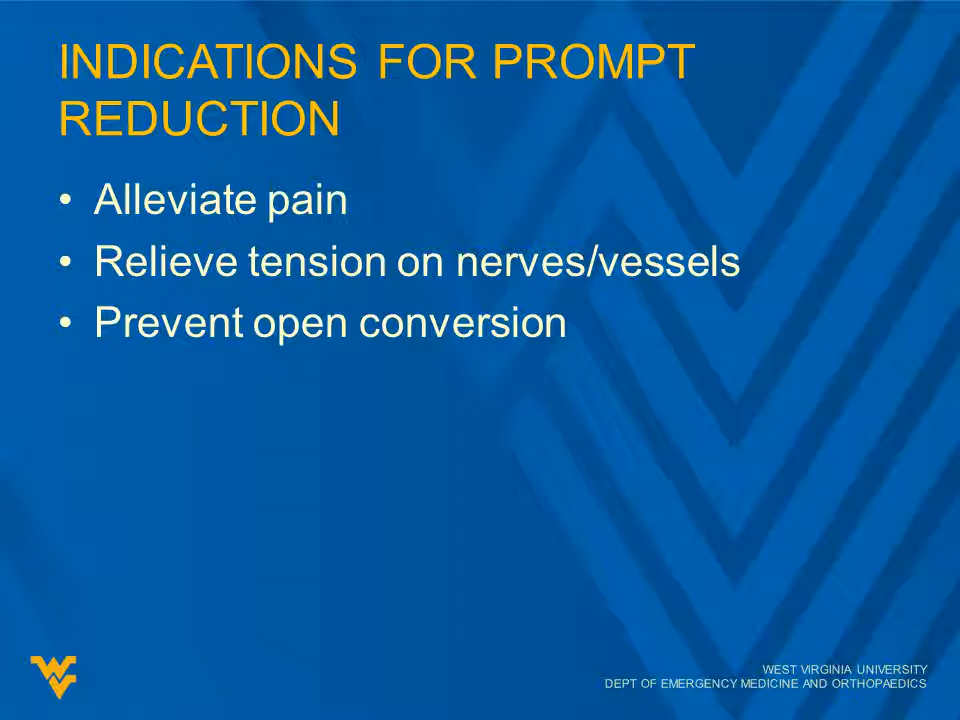 INDICATIONS FOR PROMPT
REDUCTION
• Alleviate pain
• Relieve tension on nerves/vessels
• Prevent open conversion
WEST VIRGINIA UNIVERSITY
DEPT OF EMERGENCY MEDICINE AND ORTHOPAEDICS